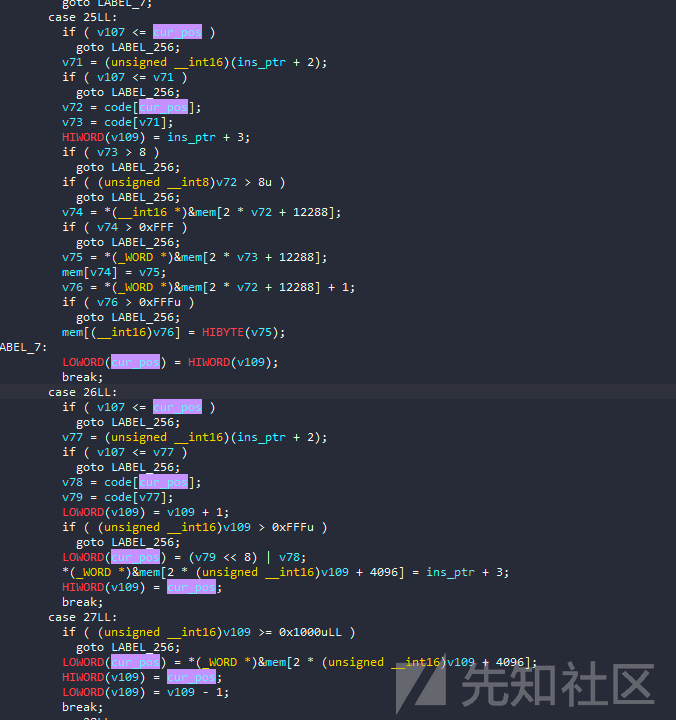 goto LABEL_7;
case 25LL:
if ( v107 <= cur_pos )
goto LABEL_256;
v71 = (unsigned __int16)(ins_ptr + 2);
if ( v107 <= v71 )
goto LABEL_256;
v72 = code[cur_pos];
v73 = code[v71];
HIWORD(v109) = ins_ptr + 3;
if ( v73 > 8 )
goto LABEL_256;
if ( (unsigned __int8)v72 > 8u )
goto LABEL_256;
v74 = *(__int16 *)&mem[2 * v72 + 12288];
if ( v74 > 0xFFF )
goto LABEL_256;
v75 = *(_WORD *)&mem[2 * v73 + 12288];
mem[v74] = v75;
v76 = *(_WORD *)&mem[2 * v72 + 12288] + 1;
if ( v76 > 0xFFFu )
goto LABEL_256;
mem[(__int16)v76] = HIBYTE(v75);
ABEL_7:
LOWORD(cur_pos) = HIWORD(v109);
break;
case 26LL:
if ( v107 <= cur_pos )
goto LABEL_256;
v77 = (unsigned __int16)(ins_ptr + 2);
if ( v107 <= v77 )
goto LABEL_256;
v78 = code[cur_pos];
v79 = code[v77];
LOWORD(v109) = v109 + 1;
if ( (unsigned __int16)v109 > 0xFFFu )
goto LABEL_256;
LOWORD(cur_pos) = (v79 << 8) | v78;
*(_WORD *)&mem[2 * (unsigned __int16)v109 + 4096] = ins_ptr + 3;
HIWORD(v109) = cur_pos;
break;
case 27LL:
if ( (unsigned __int16)v109 >= 0x1000uLL )
goto LABEL_256;
LOWORD(cur_pos) = *(_WORD *)&mem[2 * (unsigned __int16)v109 + 4096];
HIWORD(v109) = cur_pos;
LOWORD(v109) = v109 - 1;
break;
先知社区